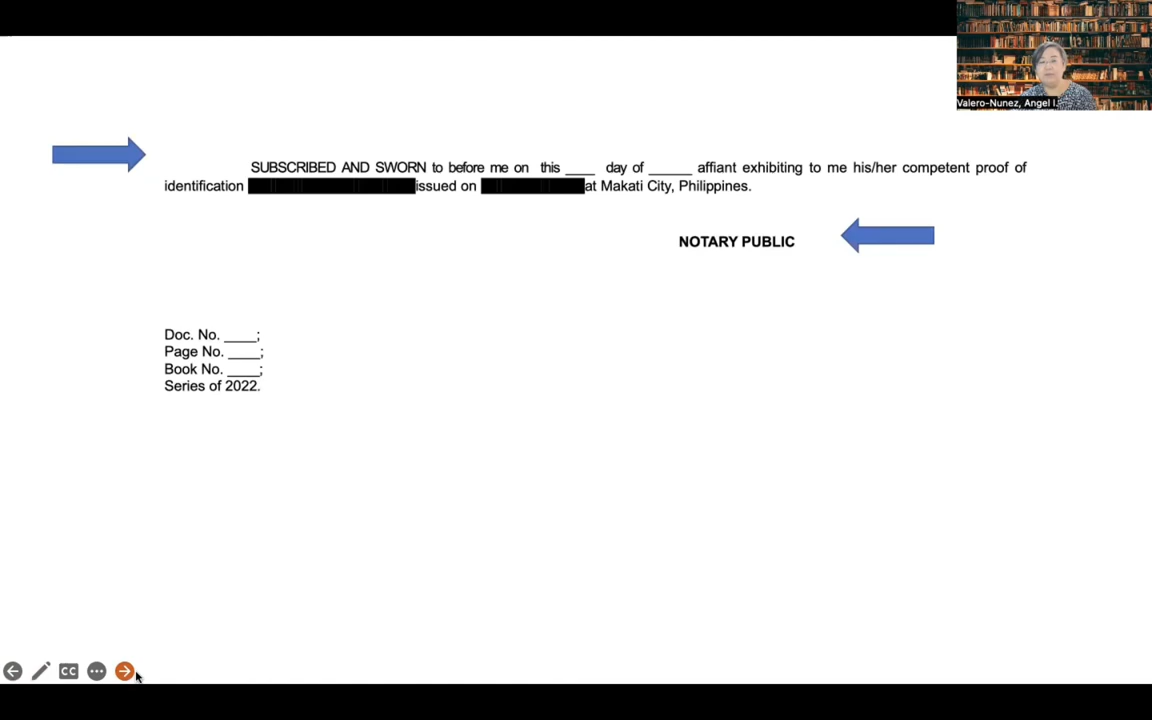 Valero-Nunez, Angel I.
SUBSCRIBED AND SWORN to before me on this ____ day of _____ affiant exhibiting to me his/her competent proof of
identification issued on at Makati City, Philippines.
NOTARY PUBLIC
Doc. No. ____;
Page No. ____;
Book No. ____;
Series of 2022.
CC